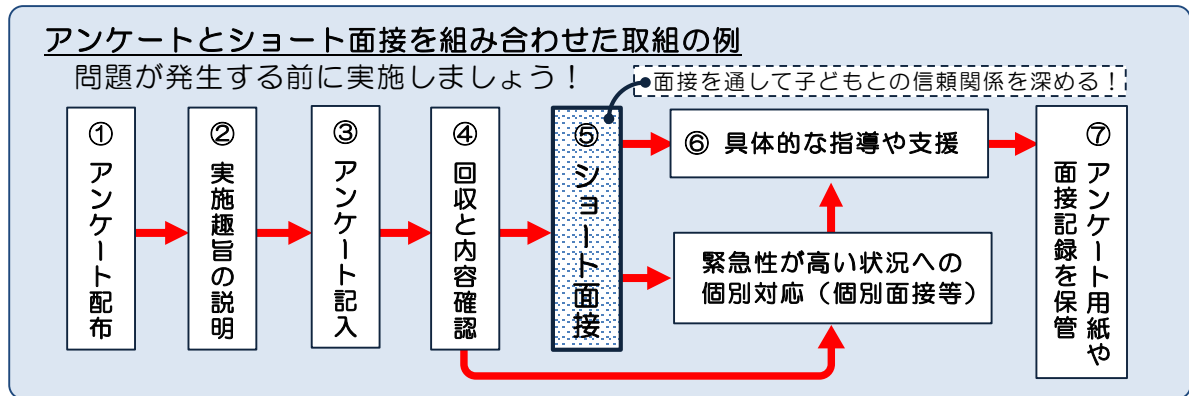 アンケートとショート面接を組み合わせた取組の例
問題が発生する前に実施しましょう！
面接を通して子どもとの信頼関係を深める！
① アンケート配布
② 実施趣旨の説明
③ アンケート記入
④ 回収と内容確認
⑤ ショート面接
⑥ 具体的な指導や支援
緊急性が高い状況への
個別対応（個別面接等）
⑦ アンケート用紙や
面接記録を保管